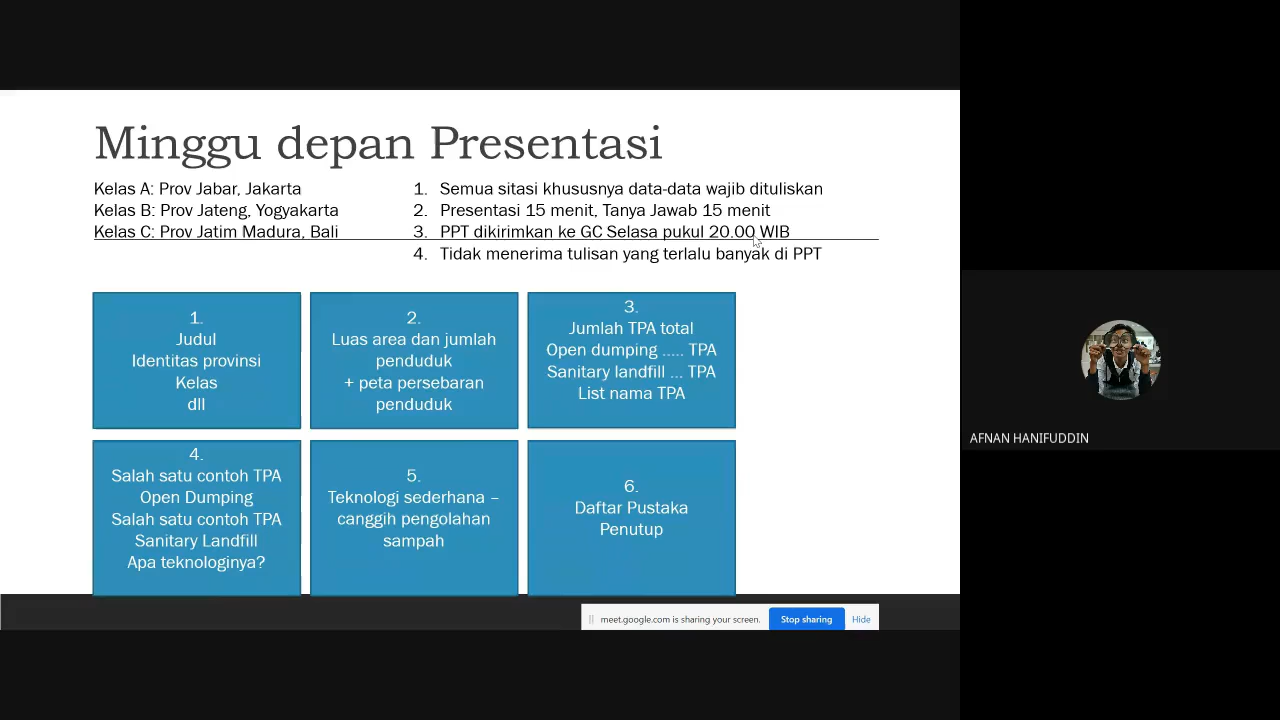 Minggu depan Presentasi
Kelas A: Prov Jabar, Jakarta
Kelas B: Prov Jateng, Yogyakarta
Kelas C: Prov Jatim Madura, Bali
1. Semua sitasi khususnya data-data wajib dituliskan
2. Presentasi 15 menit, Tanya Jawab 15 menit
3. PPT dikirimkan ke GC Selasa pukul 20.00 WIB
4. Tidak menerima tulisan yang terlalu banyak di PPT
1.
Judul
Identitas provinsi
Kelas
dll
2.
Luas area dan jumlah
penduduk
+ peta persebaran
penduduk
3.
Jumlah TPA total
Open dumping ..... TPA
Sanitary landfill ... TPA
List nama TPA
4.
Salah satu contoh TPA
Open Dumping
Salah satu contoh TPA
Sanitary Landfill
Apa teknologinya?
5.
Teknologi sederhana –
canggih pengolahan
sampah
6.
Daftar Pustaka
Penutup
meet.google.com is sharing your screen.
Stop sharing
Hide
AFNAN HANIFUDDIN